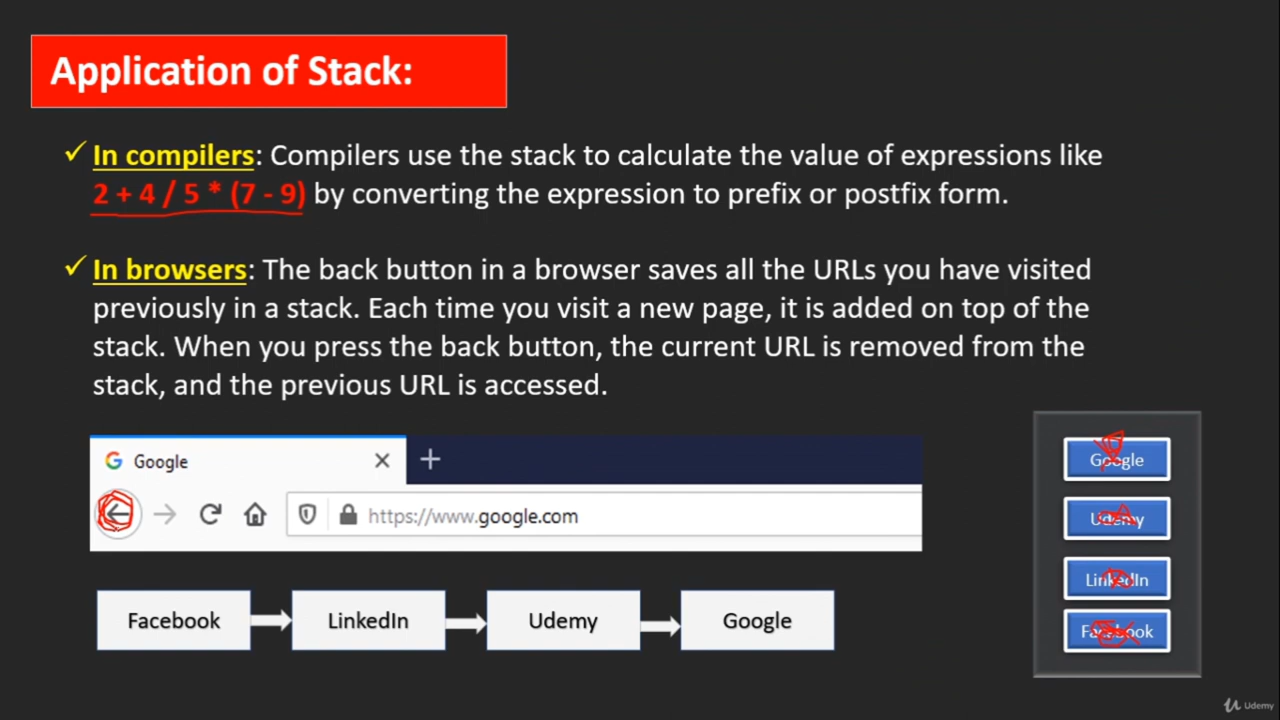 Application of Stack:
✓ In compilers: Compilers use the stack to calculate the value of expressions like
2 + 4 / 5 * (7 - 9) by converting the expression to prefix or postfix form.
✓ In browsers: The back button in a browser saves all the URLs you have visited
previously in a stack. Each time you visit a new page, it is added on top of the
stack. When you press the back button, the current URL is removed from the
stack, and the previous URL is accessed.
Google
https://www.google.com
Facebook
LinkedIn
Udemy
Google
Google
Udemy
LinkedIn
Facebook
Udemy